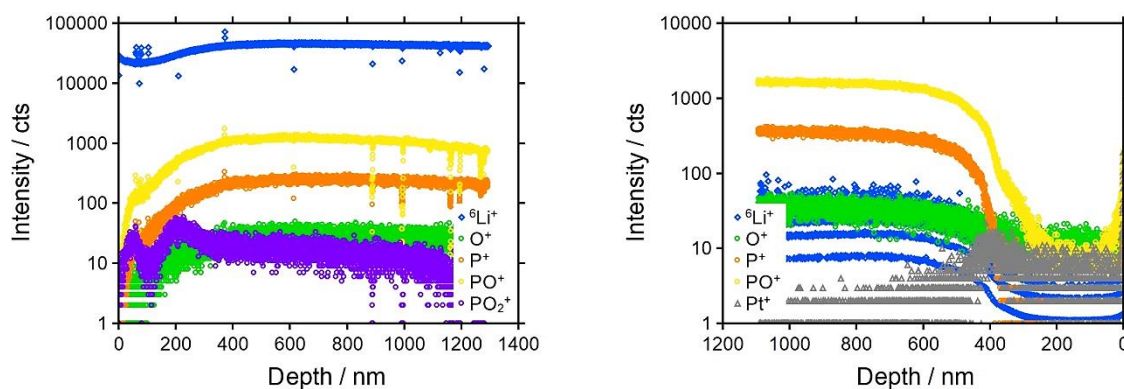 100000
10000
1000
100
10
1
Intensity / cts
0 200 400 600 800 1000 1200 1400
Depth / nm
⁶Li⁺
O⁺
P⁺
PO⁺
PO₂⁺
10000
1000
100
10
1
Intensity / cts
1200 1000 800 600 400 200 0
Depth / nm
⁶Li⁺
O⁺
P⁺
PO⁺
Pt⁺